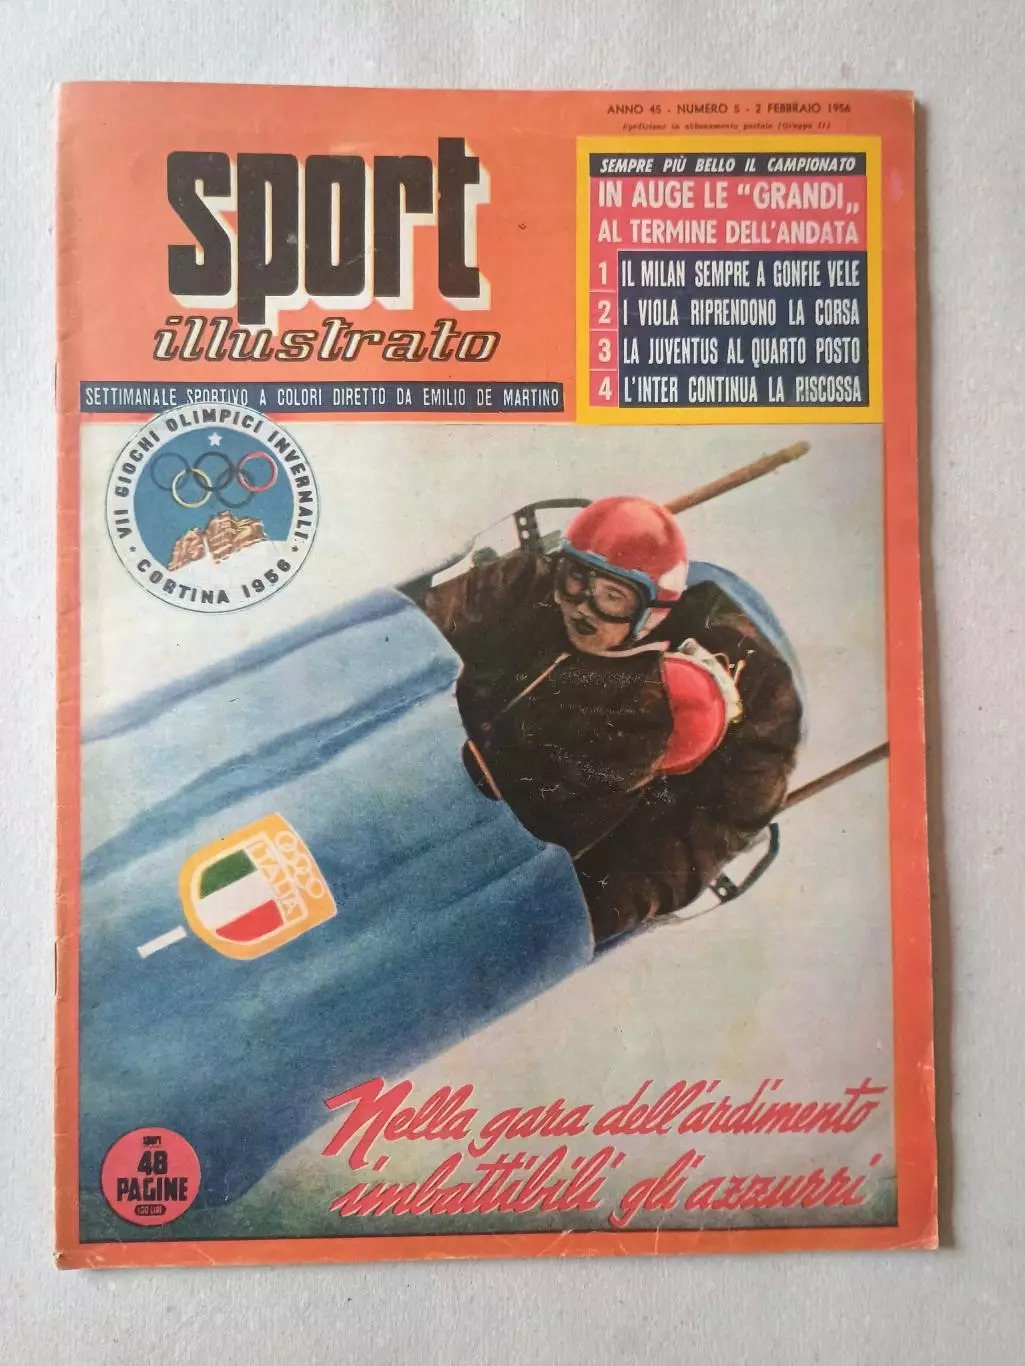 ANNO 45 - NUMERO 5 - 2 FEBBRAIO 1956
Spedizione in abbonamento postale (Gruppo II)
sport
illustrato
SETTIMANALE SPORTIVO A COLORI DIRETTO DA EMILIO DE MARTINO
SEMPRE PIÙ BELLO IL CAMPIONATO
IN AUGE LE "GRANDI„
AL TERMINE DELL'ANDATA
1 IL MILAN SEMPRE A GONFIE VELE
2 I VIOLA RIPRENDONO LA CORSA
3 LA JUVENTUS AL QUARTO POSTO
4 L'INTER CONTINUA LA RISCOSSA
VII GIOCHI OLIMPICI INVERNALI
CORTINA 1956
ITALIA
Nella gara dell'ardimento
imbattibili gli azzurri
sport
48
PAGINE
100 LIRE